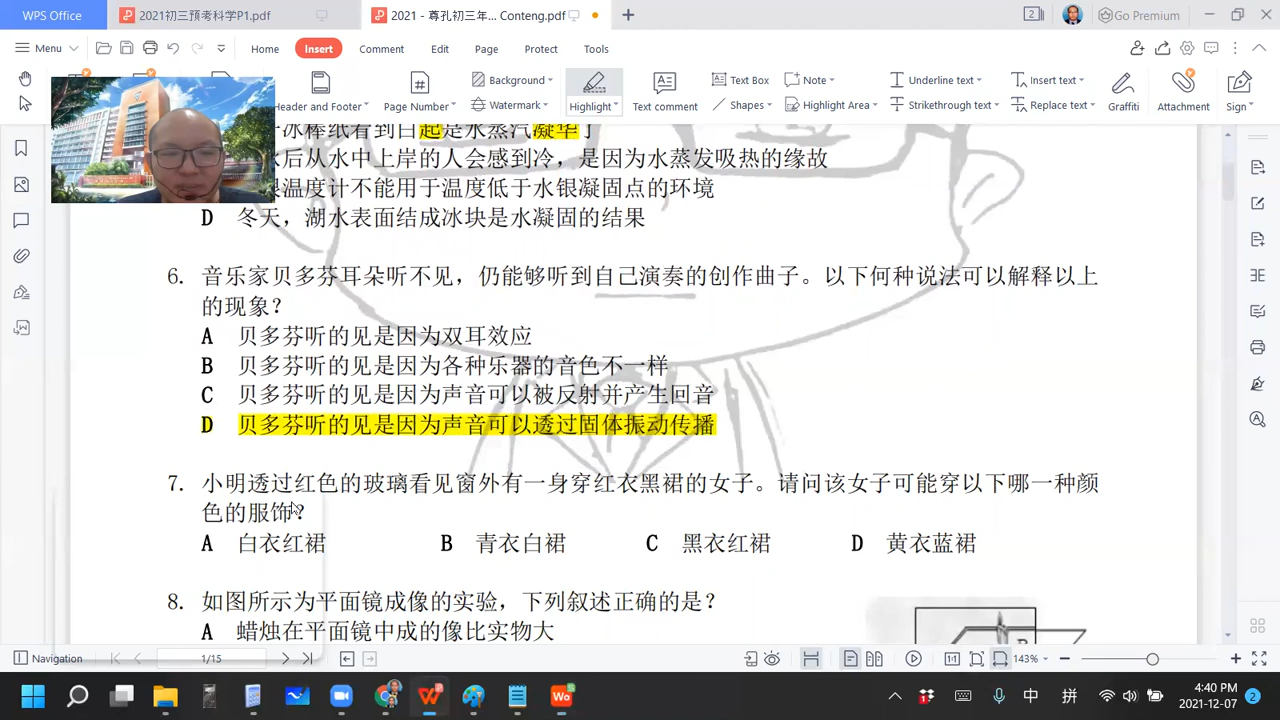 WPS Office
2021初三预考科学P1.pdf
2021 - 尊孔初三年... Conteng.pdf
2
Go Premium
Menu
Home
Insert
Comment
Edit
Page
Protect
Tools
Header and Footer
Page Number
Background
Watermark
Highlight
Text comment
Text Box
Shapes
Note
Highlight Area
Underline text
Strikethrough text
Insert text
Replace text
Graffiti
Attachment
Sign
冰棒纸看到白起是水蒸汽凝华了
后从水中上岸的人会感到冷，是因为水蒸发吸热的缘故
温度计不能用于温度低于水银凝固点的环境
D 冬天，湖水表面结成冰块是水凝固的结果
6. 音乐家贝多芬耳朵听不见，仍能够听到自己演奏的创作曲子。以下何种说法可以解释以上
的现象？
A 贝多芬听的见是因为双耳效应
B 贝多芬听的见是因为各种乐器的音色不一样
C 贝多芬听的见是因为声音可以被反射并产生回音
D 贝多芬听的见是因为声音可以透过固体振动传播
7. 小明透过红色的玻璃看见窗外有一身穿红衣黑裙的女子。请问该女子可能穿以下哪一种颜
色的服饰？
A 白衣红裙 B 青衣白裙 C 黑衣红裙 D 黄衣蓝裙
8. 如图所示为平面镜成像的实验，下列叙述正确的是？
A 蜡烛在平面镜中成的像比实物大
Navigation
1/15
143%
中
拼
4:40 PM
2021-12-07
2